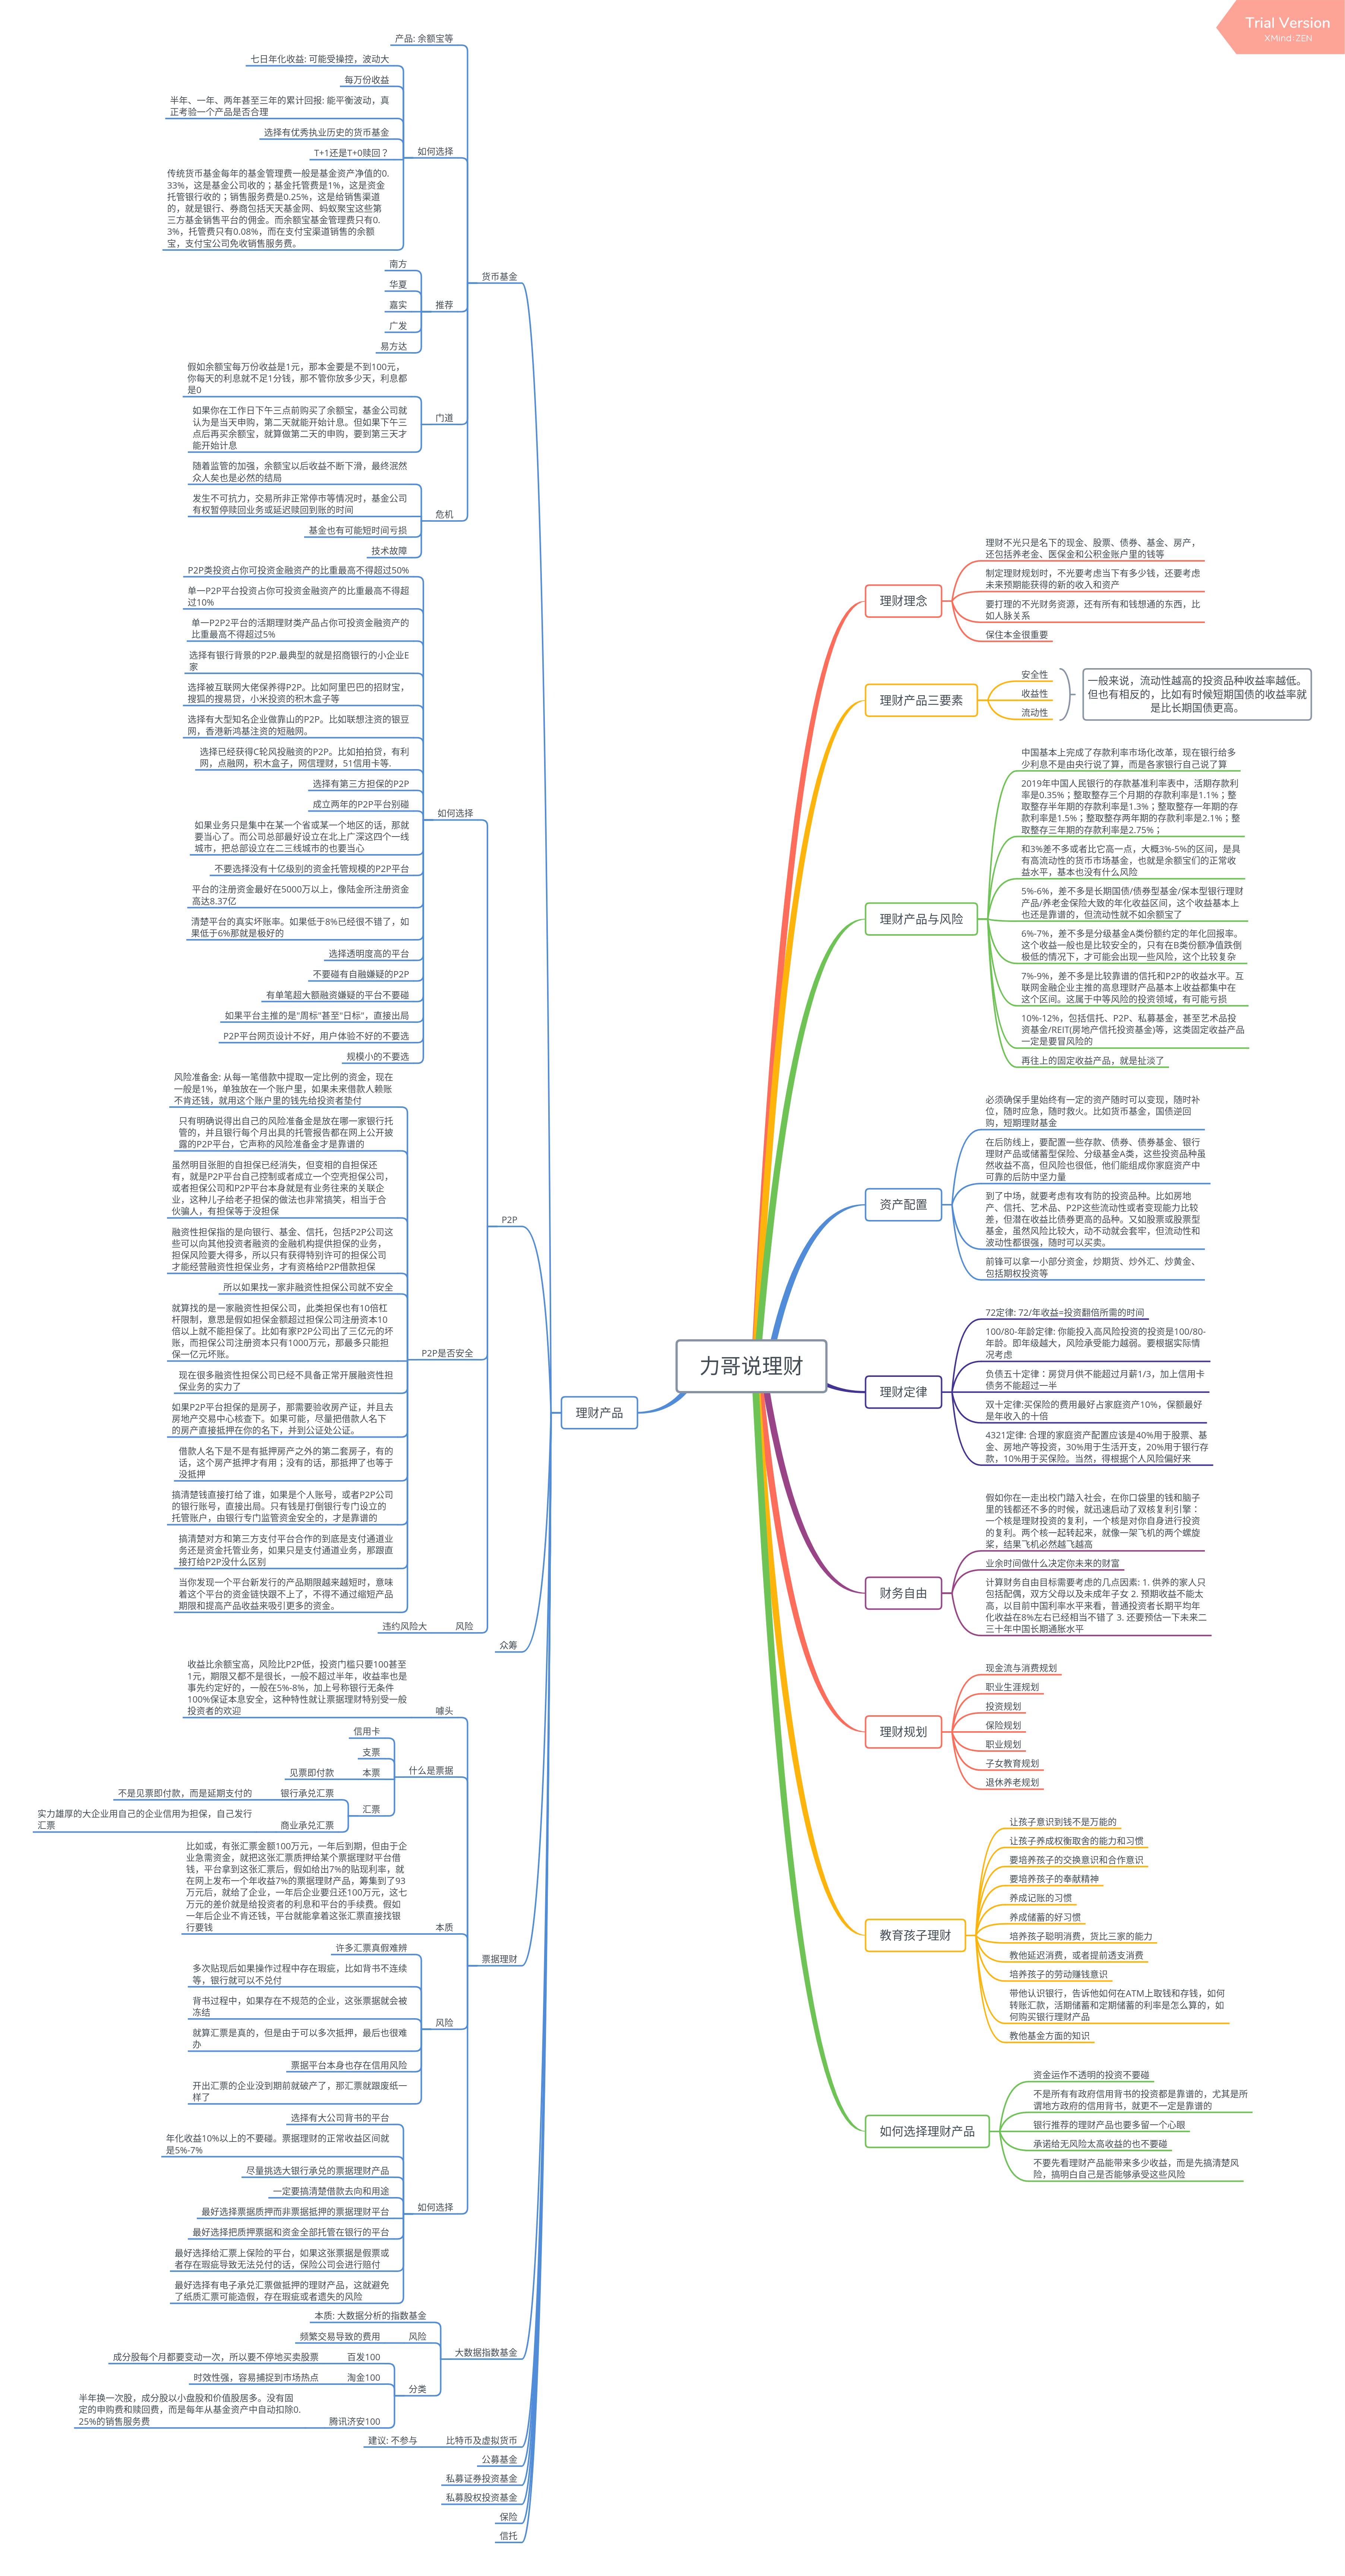 Trial Version
XMind:ZEN
力哥说理财
理财理念
理财不光只是名下的现金、股票、债券、基金、房产，
还包括养老金、医保金和公积金账户里的钱等
制定理财规划时，不光要考虑当下有多少钱，还要考虑
未来预期能获得的新的收入和资产
要打理的不光财务资源，还有所有和钱想通的东西，比
如人脉关系
保住本金很重要
理财产品三要素
安全性
收益性
流动性
一般来说，流动性越高的投资品种收益率越低。
但也有相反的，比如有时候短期国债的收益率就
是比长期国债更高。
理财产品与风险
中国基本上完成了存款利率市场化改革，现在银行给多
少利息不是由央行说了算，而是各家银行自己说了算
2019年中国人民银行的存款基准利率表中，活期存款利
率是0.35%；整取整存三个月期的存款利率是1.1%；整
取整存半年期的存款利率是1.3%；整取整存一年期的存
款利率是1.5%；整取整存两年期的存款利率是2.1%；整
取整存三年期的存款利率是2.75%；
和3%差不多或者比它高一点，大概3%-5%的区间，是具
有高流动性的货币市场基金，也就是余额宝们的正常收
益水平，基本也没有什么风险
5%-6%，差不多是长期国债/债券型基金/保本型银行理财
产品/养老金保险大致的年化收益区间，这个收益基本上
也还是靠谱的，但流动性就不如余额宝了
6%-7%，差不多是分级基金A类份额约定的年化回报率。
这个收益一般也是比较安全的，只有在B类份额净值跌倒
极低的情况下，才可能会出现一些风险，这个比较复杂
7%-9%，差不多是比较靠谱的信托和P2P的收益水平。互
联网金融企业主推的高息理财产品基本上收益都集中在
这个区间。这属于中等风险的投资领域，有可能亏损
10%-12%，包括信托、P2P、私募基金，甚至艺术品投
资基金/REIT(房地产信托投资基金)等，这类固定收益产品
一定是要冒风险的
再往上的固定收益产品，就是扯淡了
资产配置
必须确保手里始终有一定的资产随时可以变现，随时补
位，随时应急，随时救火。比如货币基金，国债逆回
购，短期理财基金
在后防线上，要配置一些存款、债券、债券基金、银行
理财产品或储蓄型保险、分级基金A类，这些投资品种虽
然收益不高，但风险也很低，他们能组成你家庭资产中
可靠的后防中坚力量
到了中场，就要考虑有攻有防的投资品种。比如房地
产、信托、艺术品、P2P这些流动性或者变现能力比较
差，但潜在收益比债券更高的品种。又如股票或股票型
基金，虽然风险比较大，动不动就会套牢，但流动性和
波动性都很强，随时可以买卖。
前锋可以拿一小部分资金，炒期货、炒外汇、炒黄金、
包括期权投资等
理财定律
72定律: 72/年收益=投资翻倍所需的时间
100/80-年龄定律: 你能投入高风险投资的投资是100/80-
年龄。即年级越大，风险承受能力越弱。要根据实际情
况考虑
负债五十定律：房贷月供不能超过月薪1/3，加上信用卡
债务不能超过一半
双十定律:买保险的费用最好占家庭资产10%，保额最好
是年收入的十倍
4321定律: 合理的家庭资产配置应该是40%用于股票、基
金、房地产等投资，30%用于生活开支，20%用于银行存
款，10%用于买保险。当然，得根据个人风险偏好来
财务自由
假如你在一走出校门踏入社会，在你口袋里的钱和脑子
里的钱都还不多的时候，就迅速启动了双核复利引擎：
一个核是理财投资的复利，一个核是对你自身进行投资
的复利。两个核一起转起来，就像一架飞机的两个螺旋
桨，结果飞机必然越飞越高
业余时间做什么决定你未来的财富
计算财务自由目标需要考虑的几点因素: 1. 供养的家人只
包括配偶，双方父母以及未成年子女 2. 预期收益不能太
高，以目前中国利率水平来看，普通投资者长期平均年
化收益在8%左右已经相当不错了 3. 还要预估一下未来二
三十年中国长期通胀水平
理财规划
现金流与消费规划
职业生涯规划
投资规划
保险规划
职业规划
子女教育规划
退休养老规划
教育孩子理财
让孩子意识到钱不是万能的
让孩子养成权衡取舍的能力和习惯
要培养孩子的交换意识和合作意识
要培养孩子的奉献精神
养成记账的习惯
养成储蓄的好习惯
培养孩子聪明消费，货比三家的能力
教他延迟消费，或者提前透支消费
培养孩子的劳动赚钱意识
带他认识银行，告诉他如何在ATM上取钱和存钱，如何
转账汇款，活期储蓄和定期储蓄的利率是怎么算的，如
何购买银行理财产品
教他基金方面的知识
如何选择理财产品
资金运作不透明的投资不要碰
不是所有有政府信用背书的投资都是靠谱的，尤其是所
谓地方政府的信用背书，就更不一定是靠谱的
银行推荐的理财产品也要多留一个心眼
承诺给无风险太高收益的也不要碰
不要先看理财产品能带来多少收益，而是先搞清楚风
险，搞明白自己是否能够承受这些风险
理财产品
货币基金
产品: 余额宝等
如何选择
七日年化收益: 可能受操控，波动大
每万份收益
半年、一年、两年甚至三年的累计回报: 能平衡波动，真
正考验一个产品是否合理
选择有优秀执业历史的货币基金
T+1还是T+0赎回？
传统货币基金每年的基金管理费一般是基金资产净值的0.
33%，这是基金公司收的；基金托管费是1%，这是资金
托管银行收的；销售服务费是0.25%，这是给销售渠道
的，就是银行、券商包括天天基金网、蚂蚁聚宝这些第
三方基金销售平台的佣金。而余额宝基金管理费只有0.
3%，托管费只有0.08%，而在支付宝渠道销售的余额
宝，支付宝公司免收销售服务费。
推荐
南方
华夏
嘉实
广发
易方达
门道
假如余额宝每万份收益是1元，那本金要是不到100元，
你每天的利息就不足1分钱，那不管你放多少天，利息都
是0
如果你在工作日下午三点前购买了余额宝，基金公司就
认为是当天申购，第二天就能开始计息。但如果下午三
点后再买余额宝，就算做第二天的申购，要到第三天才
能开始计息
危机
随着监管的加强，余额宝以后收益不断下滑，最终泯然
众人矣也是必然的结局
发生不可抗力，交易所非正常停市等情况时，基金公司
有权暂停赎回业务或延迟赎回到账的时间
基金也有可能短时间亏损
技术故障
P2P
如何选择
P2P类投资占你可投资金融资产的比重最高不得超过50%
单一P2P平台投资占你可投资金融资产的比重最高不得超
过10%
单一P2P2平台的活期理财类产品占你可投资金融资产的
比重最高不得超过5%
选择有银行背景的P2P.最典型的就是招商银行的小企业E
家
选择被互联网大佬保养得P2P。比如阿里巴巴的招财宝，
搜狐的搜易贷，小米投资的积木盒子等
选择有大型知名企业做靠山的P2P。比如联想注资的银豆
网，香港新鸿基注资的短融网。
选择已经获得C轮风投融资的P2P。比如拍拍贷，有利
网，点融网，积木盒子，网信理财，51信用卡等.
选择有第三方担保的P2P
成立两年的P2P平台别碰
如果业务只是集中在某一个省或某一个地区的话，那就
要当心了。而公司总部最好设立在北上广深这四个一线
城市，把总部设立在二三线城市的也要当心
不要选择没有十亿级别的资金托管规模的P2P平台
平台的注册资金最好在5000万以上，像陆金所注册资金
高达8.37亿
清楚平台的真实坏账率。如果低于8%已经很不错了，如
果低于6%那就是极好的
选择透明度高的平台
不要碰有自融嫌疑的P2P
有单笔超大额融资嫌疑的平台不要碰
如果平台主推的是"周标"甚至"日标"，直接出局
P2P平台网页设计不好，用户体验不好的不要选
规模小的不要选
P2P是否安全
风险准备金: 从每一笔借款中提取一定比例的资金，现在
一般是1%，单独放在一个账户里，如果未来借款人赖账
不肯还钱，就用这个账户里的钱先给投资者垫付
只有明确说得出自己的风险准备金是放在哪一家银行托
管的，并且银行每个月出具的托管报告都在网上公开披
露的P2P平台，它声称的风险准备金才是靠谱的
虽然明目张胆的自担保已经消失，但变相的自担保还
有，就是P2P平台自己控制或者成立一个空壳担保公司，
或者担保公司和P2P平台本身就是有业务往来的关联企
业，这种儿子给老子担保的做法也非常搞笑，相当于合
伙骗人，有担保等于没担保
融资性担保指的是向银行、基金、信托，包括P2P公司这
些可以向其他投资者融资的金融机构提供担保的业务，
担保风险要大得多，所以只有获得特别许可的担保公司
才能经营融资性担保业务，才有资格给P2P借款担保
所以如果找一家非融资性担保公司就不安全
就算找的是一家融资性担保公司，此类担保也有10倍杠
杆限制，意思是假如担保金额超过担保公司注册资本10
倍以上就不能担保了。比如有家P2P公司出了三亿元的坏
账，而担保公司注册资本只有1000万元，那最多只能担
保一亿元坏账。
现在很多融资性担保公司已经不具备正常开展融资性担
保业务的实力了
如果P2P平台担保的是房子，那需要验收房产证，并且去
房地产交易中心核查下。如果可能，尽量把借款人名下
的房产直接抵押在你的名下，并到公证处公证。
借款人名下是不是有抵押房产之外的第二套房子，有的
话，这个房产抵押才有用；没有的话，那抵押了也等于
没抵押
搞清楚钱直接打给了谁，如果是个人账号，或者P2P公司
的银行账号，直接出局。只有钱是打倒银行专门设立的
托管账户，由银行专门监管资金安全的，才是靠谱的
搞清楚对方和第三方支付平台合作的到底是支付通道业
务还是资金托管业务，如果只是支付通道业务，那跟直
接打给P2P没什么区别
当你发现一个平台新发行的产品期限越来越短时，意味
着这个平台的资金链快跟不上了，不得不通过缩短产品
期限和提高产品收益来吸引更多的资金。
风险
违约风险大
众筹
票据理财
噱头
收益比余额宝高，风险比P2P低，投资门槛只要100甚至
1元，期限又都不是很长，一般不超过半年，收益率也是
事先约定好的，一般在5%-8%，加上号称银行无条件
100%保证本息安全，这种特性就让票据理财特别受一般
投资者的欢迎
什么是票据
信用卡
支票
本票
见票即付款
汇票
银行承兑汇票
不是见票即付款，而是延期支付的
商业承兑汇票
实力雄厚的大企业用自己的企业信用为担保，自己发行
汇票
本质
比如或，有张汇票金额100万元，一年后到期，但由于企
业急需资金，就把这张汇票质押给某个票据理财平台借
钱，平台拿到这张汇票后，假如给出7%的贴现利率，就
在网上发布一个年收益7%的票据理财产品，筹集到了93
万元后，就给了企业，一年后企业要归还100万元，这七
万元的差价就是给投资者的利息和平台的手续费。假如
一年后企业不肯还钱，平台就能拿着这张汇票直接找银
行要钱
风险
许多汇票真假难辨
多次贴现后如果操作过程中存在瑕疵，比如背书不连续
等，银行就可以不兑付
背书过程中，如果存在不规范的企业，这张票据就会被
冻结
就算汇票是真的，但是由于可以多次抵押，最后也很难
办
票据平台本身也存在信用风险
开出汇票的企业没到期前就破产了，那汇票就跟废纸一
样了
如何选择
选择有大公司背书的平台
年化收益10%以上的不要碰。票据理财的正常收益区间就
是5%-7%
尽量挑选大银行承兑的票据理财产品
一定要搞清楚借款去向和用途
最好选择票据质押而非票据抵押的票据理财平台
最好选择把质押票据和资金全部托管在银行的平台
最好选择给汇票上保险的平台，如果这张票据是假票或
者存在瑕疵导致无法兑付的话，保险公司会进行赔付
最好选择有电子承兑汇票做抵押的理财产品，这就避免
了纸质汇票可能造假，存在瑕疵或者遗失的风险
大数据指数基金
本质: 大数据分析的指数基金
风险
频繁交易导致的费用
分类
百发100
成分股每个月都要变动一次，所以要不停地买卖股票
淘金100
时效性强，容易捕捉到市场热点
腾讯济安100
半年换一次股，成分股以小盘股和价值股居多。没有固
定的申购费和赎回费，而是每年从基金资产中自动扣除0.
25%的销售服务费
比特币及虚拟货币
建议: 不参与
公募基金
私募证券投资基金
私募股权投资基金
保险
信托